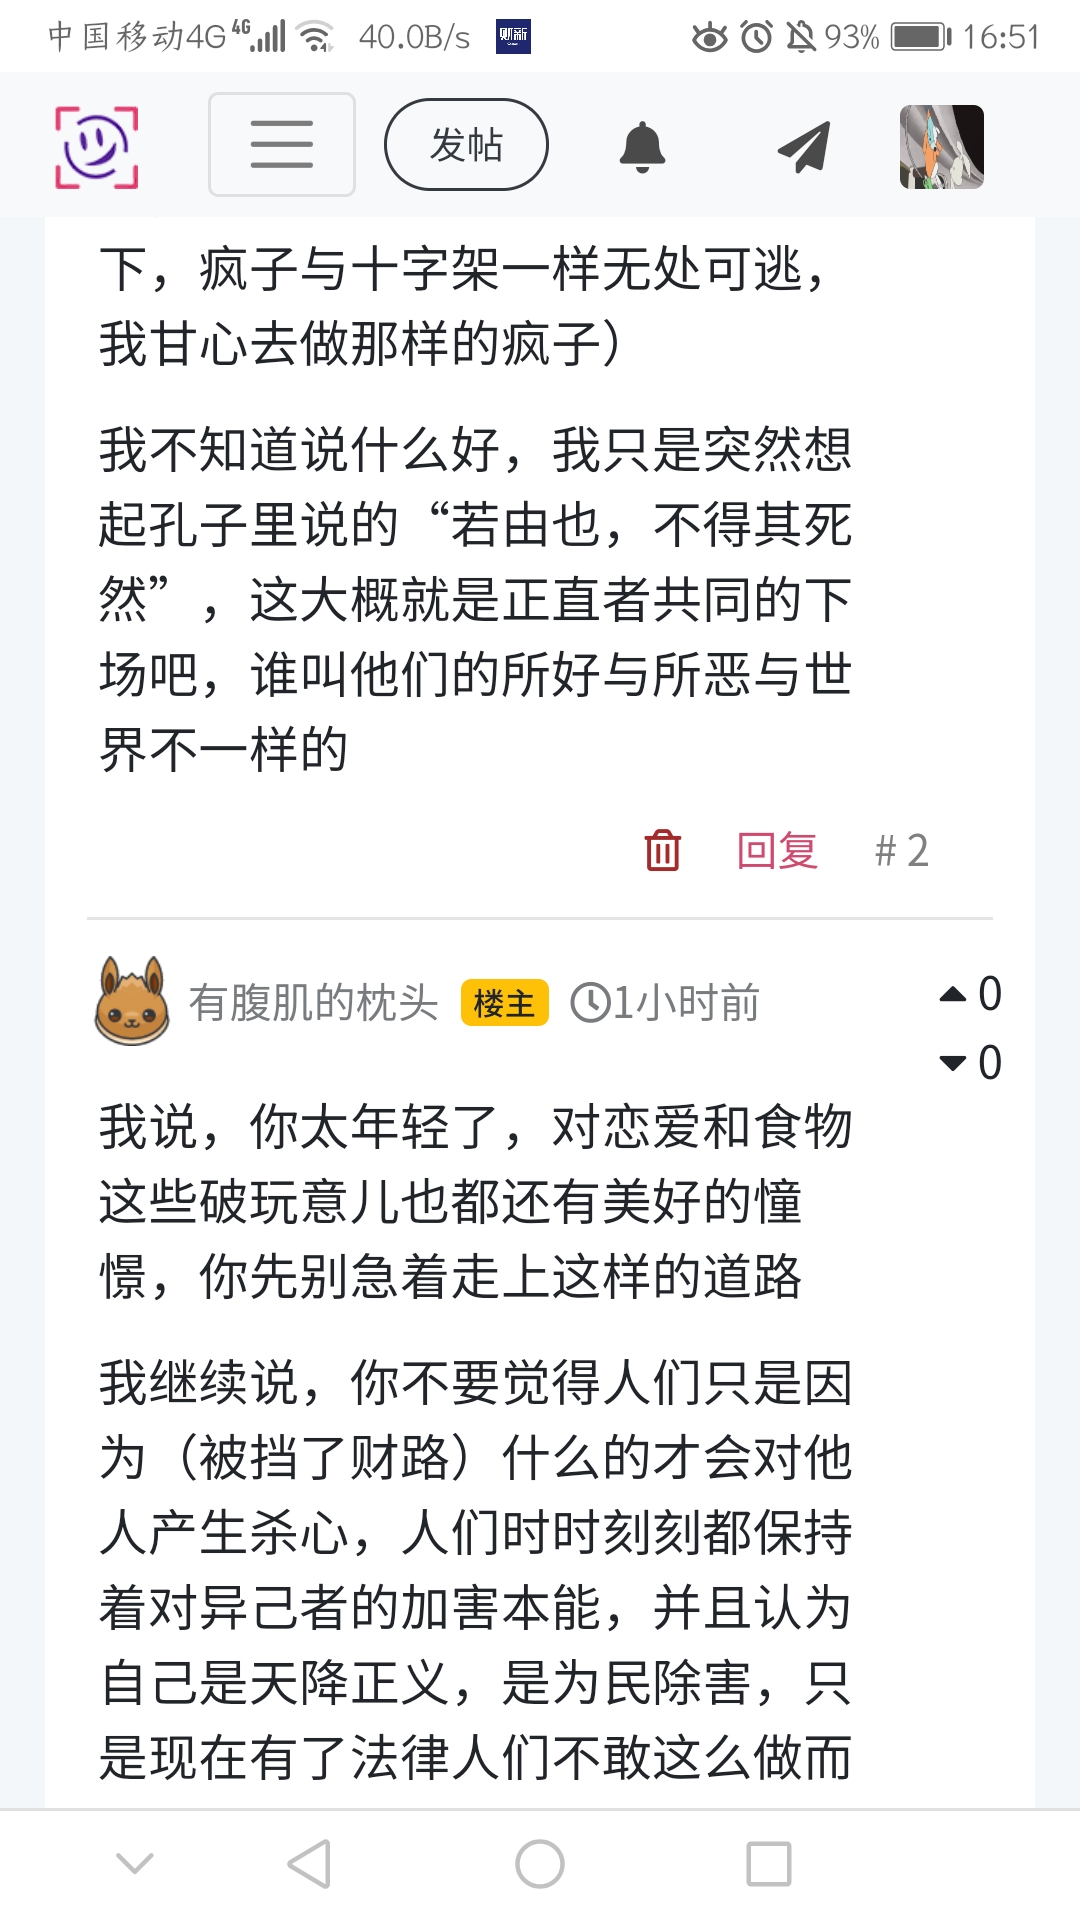 中国移动4G 4G 40.0B/s 财新 93% 16:51
发帖
下，疯子与十字架一样无处可逃，
我甘心去做那样的疯子）
我不知道说什么好，我只是突然想
起孔子里说的“若由也，不得其死
然”，这大概就是正直者共同的下
场吧，谁叫他们的所好与所恶与世
界不一样的
回复 # 2
有腹肌的枕头 楼主 1小时前 0
0
我说，你太年轻了，对恋爱和食物
这些破玩意儿也都还有美好的憧
憬，你先别急着走上这样的道路
我继续说，你不要觉得人们只是因
为（被挡了财路）什么的才会对他
人产生杀心，人们时时刻刻都保持
着对异己者的加害本能，并且认为
自己是天降正义，是为民除害，只
是现在有了法律人们不敢这么做而